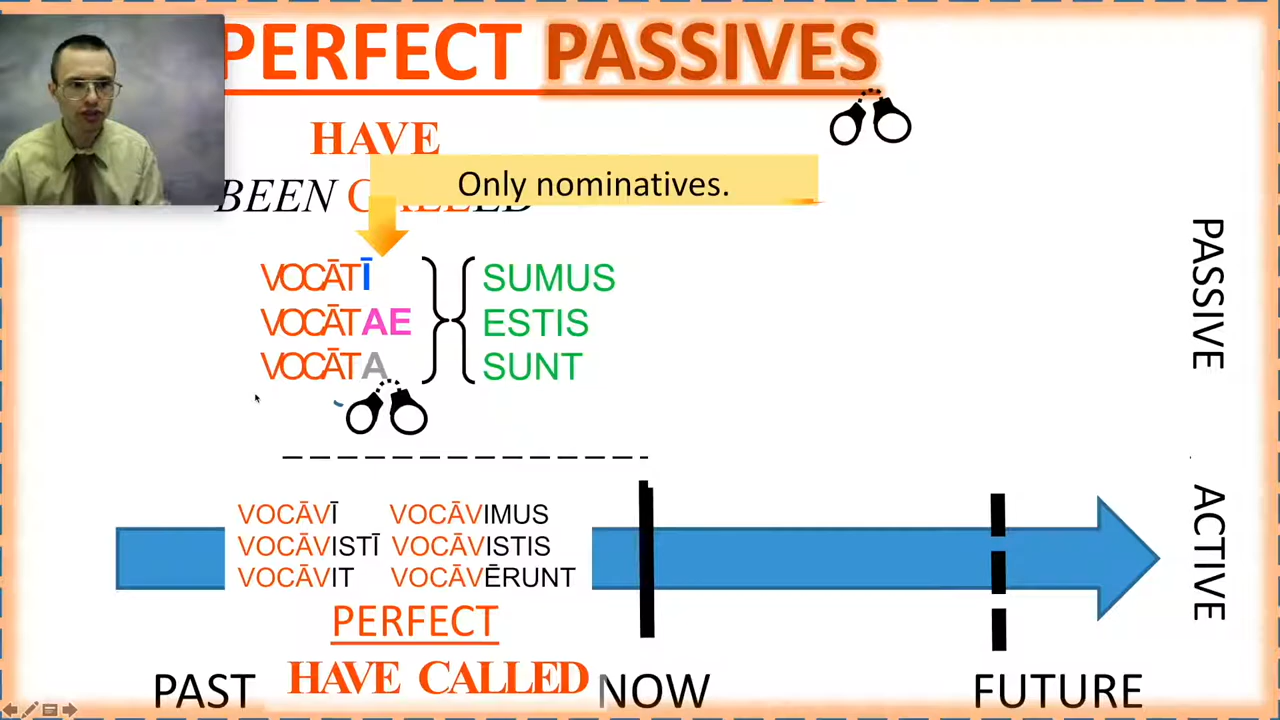 PERFECT PASSIVES
HAVE
Only nominatives.
BEEN CALLED
VOCĀTĪ SUMUS
VOCĀTAE ESTIS
VOCĀTA SUNT
PASSIVE
VOCĀVĪ VOCĀVIMUS
VOCĀVISTĪ VOCĀVISTIS
VOCĀVIT VOCĀVĒRUNT
ACTIVE
PERFECT
HAVE CALLED
PAST NOW FUTURE